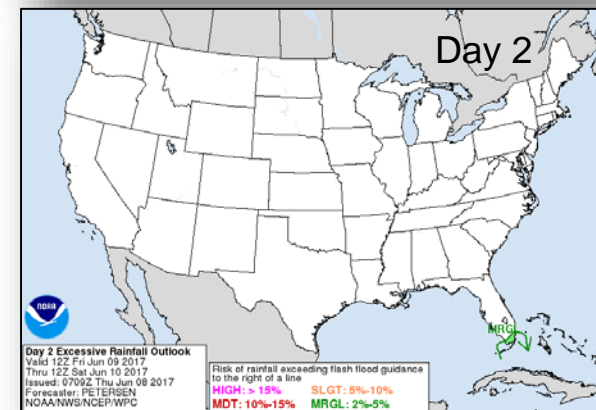 Day 2
MRGL
NOAA
Day 2 Excessive Rainfall Outlook
Valid 12Z Fri Jun 09 2017
Thru 12Z Sat Jun 10 2017
Issued: 0709Z Thu Jun 08 2017
Forecaster: PETERSEN
NOAA/NWS/NCEP/WPC
Risk of rainfall exceeding flash flood guidance
to the right of a line
HIGH: > 15% SLGT: 5%-10%
MDT: 10%-15% MRGL: 2%-5%